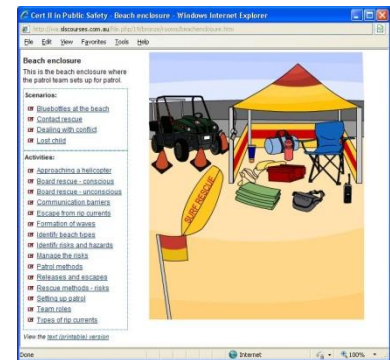 Cert II in Public Safety - Beach enclosure - Windows Internet Explorer
File Edit View Favorites Tools Help
Beach enclosure
This is the beach enclosure where
the patrol team sets up for patrol.
Scenarios:
Bluebottles at the beach
Contact rescue
Dealing with conflict
Lost child
Activities:
Approaching a helicopter
Board rescue - conscious
Board rescue - unconscious
Communication barriers
Escape from rip currents
Formation of waves
Identify beach types
Identify risks and hazards
Manage the risks
Patrol methods
Releases and escapes
Rescue methods - risks
Setting up patrol
Team roles
Types of rip currents
View the text (printable) version
SURF RESCUE
Done
Internet
100%